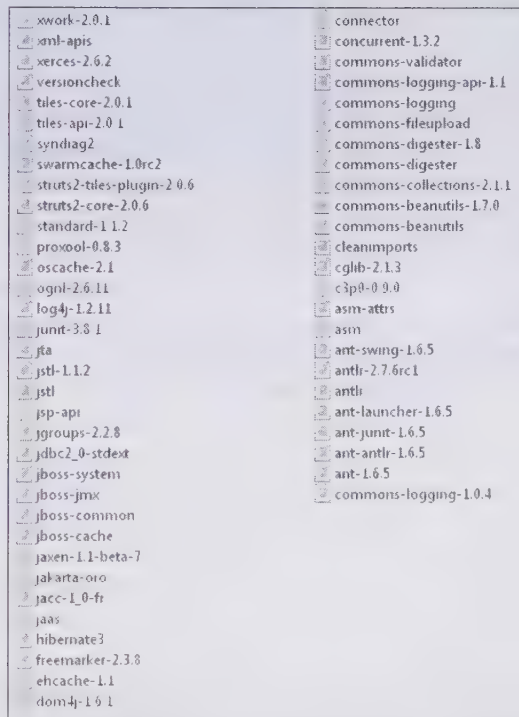 xwork-2.0.1
xml-apis
xerces-2.6.2
versioncheck
tiles-core-2.0.1
tiles-api-2.0.1
syndiag2
swarmcache-1.0rc2
struts2-tiles-plugin-2.0.6
struts2-core-2.0.6
standard-1.1.2
proxool-0.8.3
oscache-2.1
ognl-2.6.11
log4j-1.2.11
junit-3.8.1
jta
jstl-1.1.2
jstl
jsp-api
jgroups-2.2.8
jdbc2_0-stdext
jboss-system
jboss-jmx
jboss-common
jboss-cache
jaxen-1.1-beta-7
jakarta-oro
jacc-1_0-fr
jaas
hibernate3
freemarker-2.3.8
ehcache-1.1
dom4j-1.6.1
connector
concurrent-1.3.2
commons-validator
commons-logging-api-1.1
commons-logging
commons-fileupload
commons-digester-1.8
commons-digester
commons-collections-2.1.1
commons-beanutils-1.7.0
commons-beanutils
cleanimports
cglib-2.1.3
c3p0-0.9.0
asm-attrs
asm
ant-swing-1.6.5
antlr-2.7.6rc1
antlr
ant-launcher-1.6.5
ant-junit-1.6.5
ant-antlr-1.6.5
ant-1.6.5
commons-logging-1.0.4